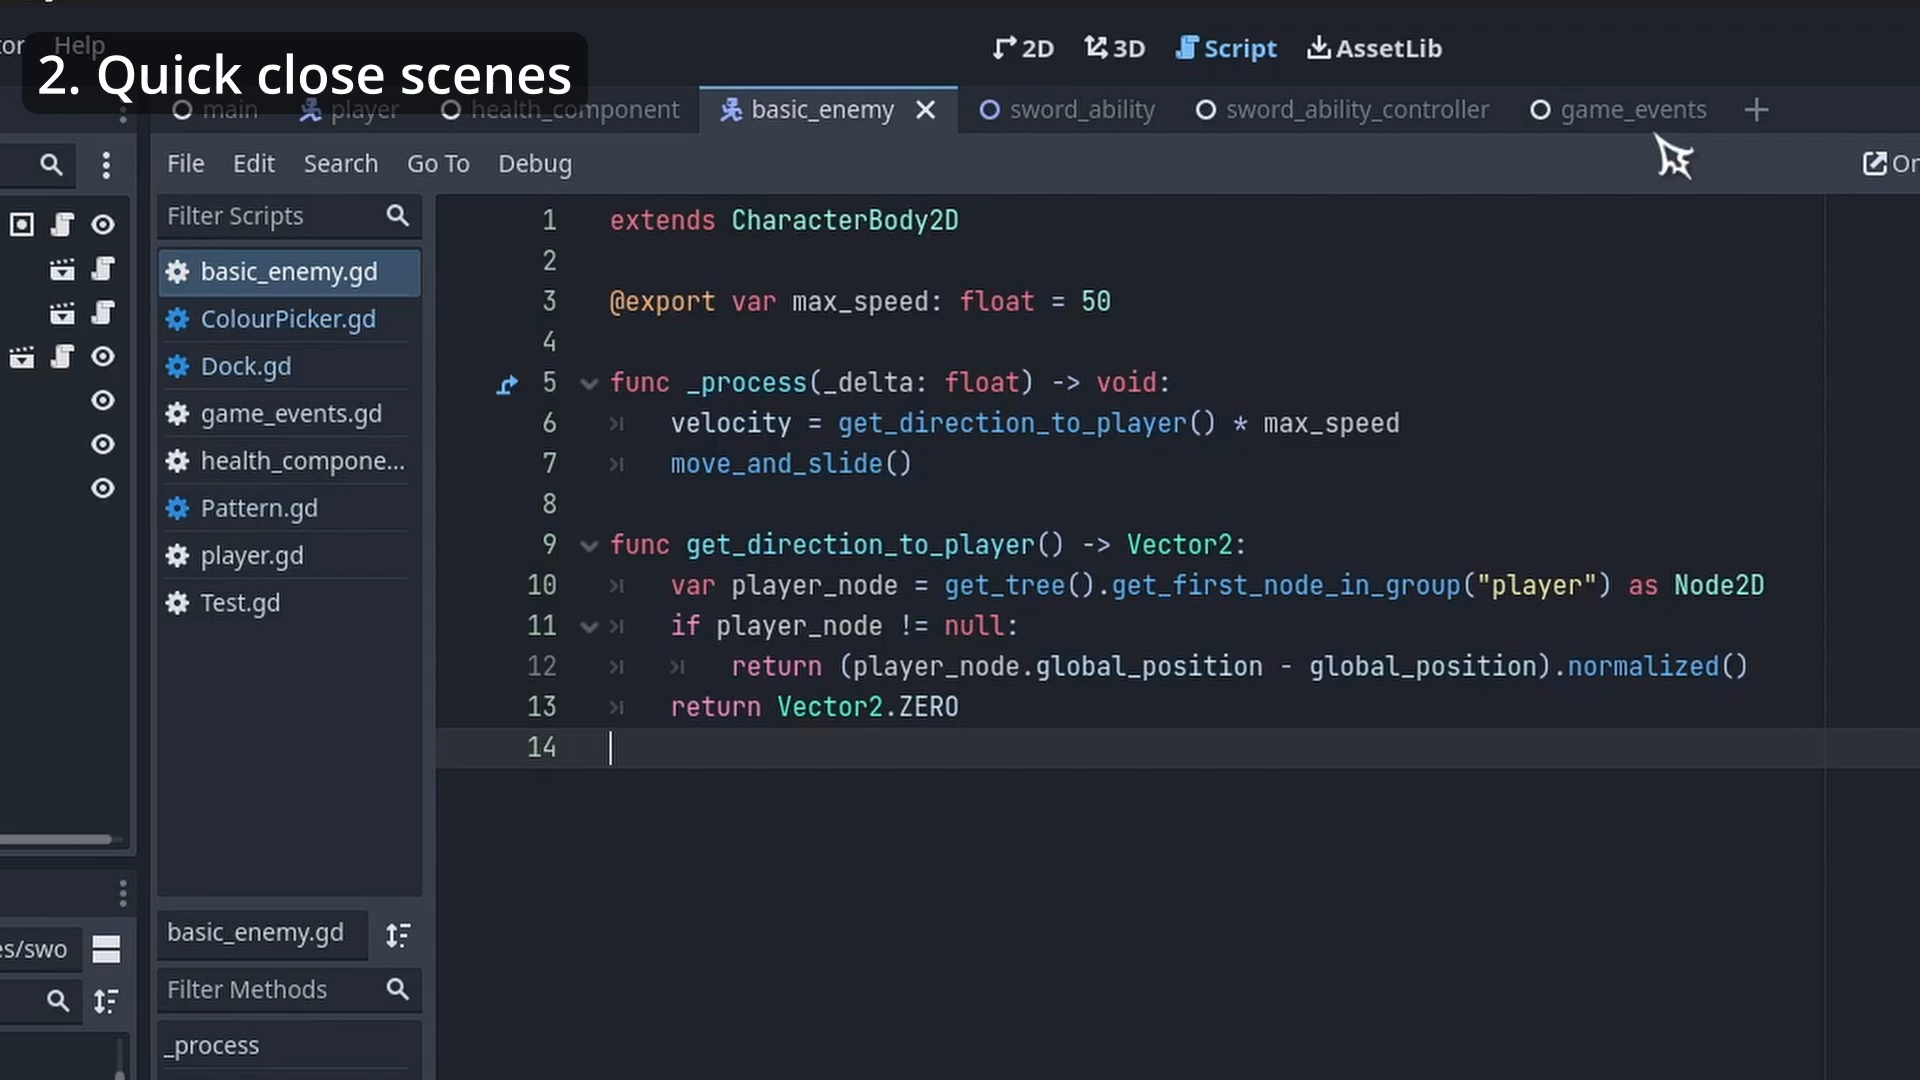 tor Help
2. Quick close scenes
2D 3D Script AssetLib
main player health_component basic_enemy sword_ability sword_ability_controller game_events
File Edit Search Go To Debug
On
Filter Scripts
basic_enemy.gd
ColourPicker.gd
Dock.gd
game_events.gd
health_compone...
Pattern.gd
player.gd
Test.gd
basic_enemy.gd
Filter Methods
_process
es/swo
1 extends CharacterBody2D
2
3 @export var max_speed: float = 50
4
5 func _process(_delta: float) -> void:
6 velocity = get_direction_to_player() * max_speed
7 move_and_slide()
8
9 func get_direction_to_player() -> Vector2:
10 var player_node = get_tree().get_first_node_in_group("player") as Node2D
11 if player_node != null:
12 return (player_node.global_position - global_position).normalized()
13 return Vector2.ZERO
14